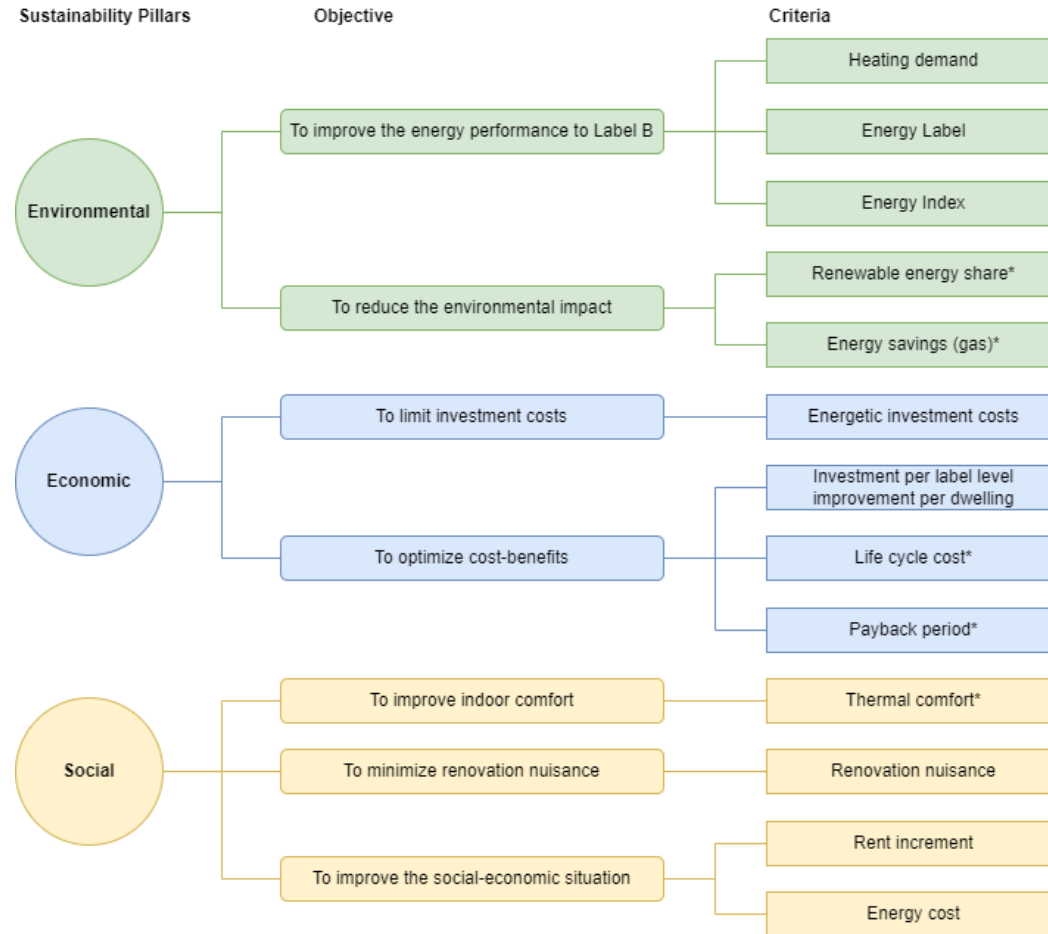 Sustainability Pillars
Objective
Criteria
Environmental
To improve the energy performance to Label B
Heating demand
Energy Label
Energy Index
To reduce the environmental impact
Renewable energy share*
Energy savings (gas)*
Economic
To limit investment costs
Energetic investment costs
To optimize cost-benefits
Investment per label level
improvement per dwelling
Life cycle cost*
Payback period*
Social
To improve indoor comfort
Thermal comfort*
To minimize renovation nuisance
Renovation nuisance
To improve the social-economic situation
Rent increment
Energy cost